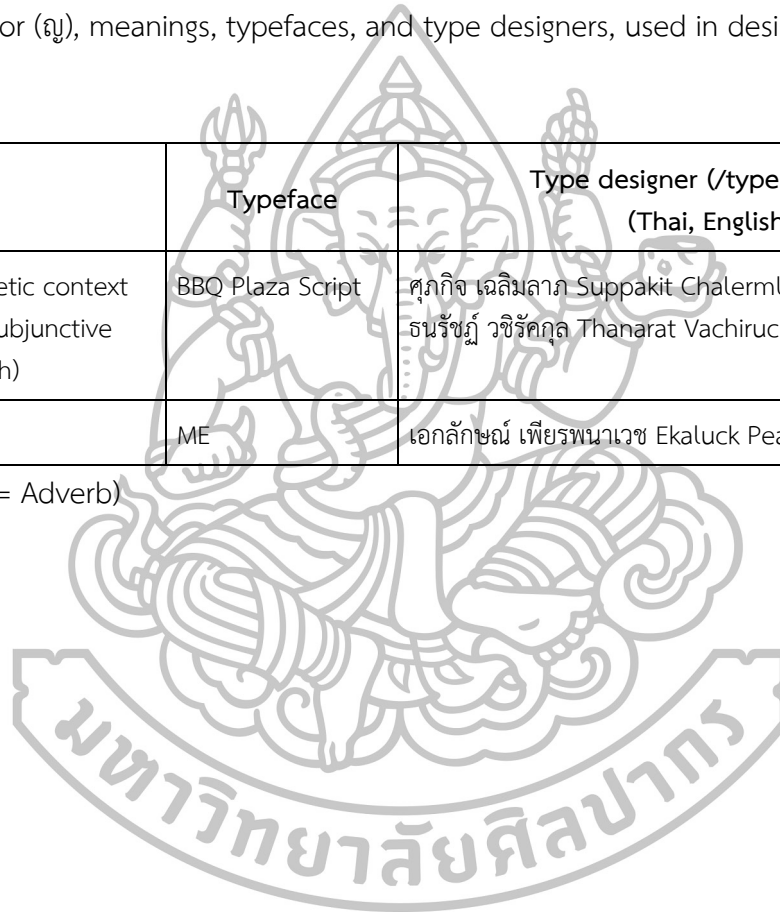 or (ญ), meanings, typefaces, and type designers, used in desi
Typeface
Type designer (/type
(Thai, English
etic context
ubjunctive
h)
BBQ Plaza Script
ศุภกิจ เฉลิมลาภ Suppakit Chalerml
ธนรัชฏ์ วชิรัคกุล Thanarat Vachiruc
ME
เอกลักษณ์ เพียรพนาเวช Ekaluck Pea
= Adverb)
มหาวิทยาลัยศิลปากร